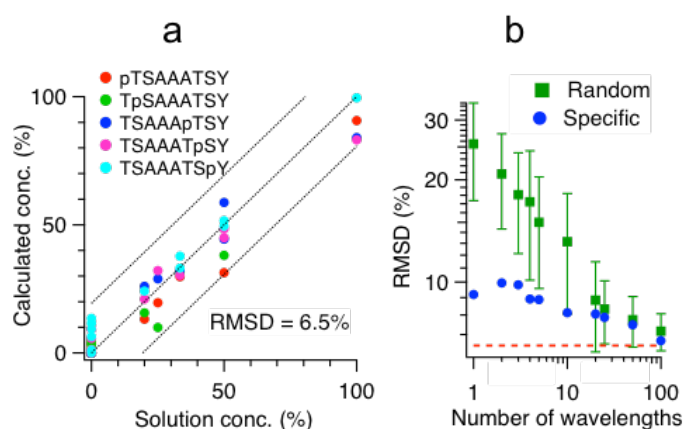 a
pTSAAATSY
TpSAAATSY
TSAAApTSY
TSAAATpSY
TSAAATSpY
100
50
0
Calculated conc. (%)
RMSD = 6.5%
0
50
100
Solution conc. (%)
b
Random
Specific
30
20
10
RMSD (%)
1
10
100
Number of wavelengths